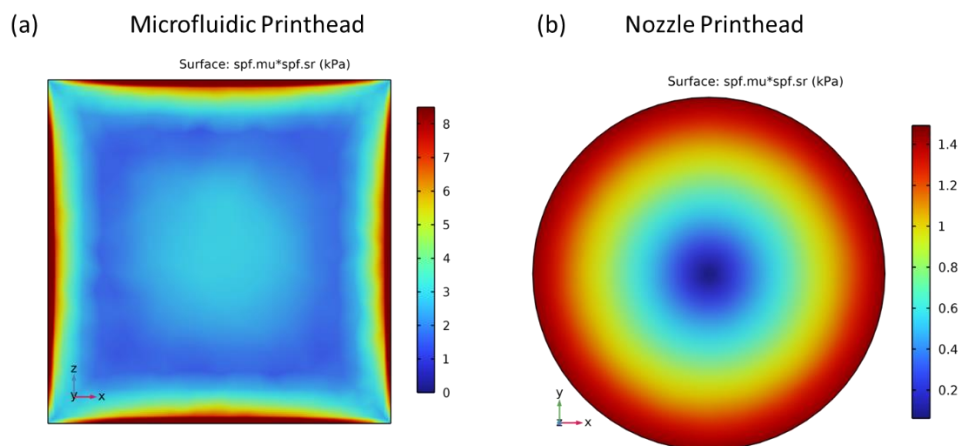 (a) Microfluidic Printhead
Surface: spf.mu*spf.sr (kPa)
8
7
6
5
4
3
2
1
0
z
y x
(b) Nozzle Printhead
Surface: spf.mu*spf.sr (kPa)
1.4
1.2
1
0.8
0.6
0.4
0.2
y
z x